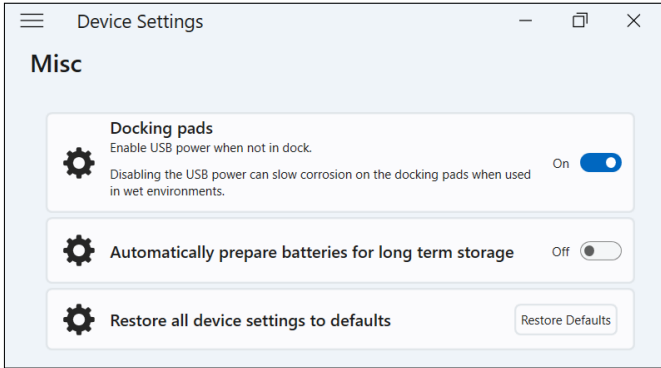 Device Settings
Misc
Docking pads
Enable USB power when not in dock.
Disabling the USB power can slow corrosion on the docking pads when used
in wet environments.
On
Automatically prepare batteries for long term storage
Off
Restore all device settings to defaults
Restore Defaults